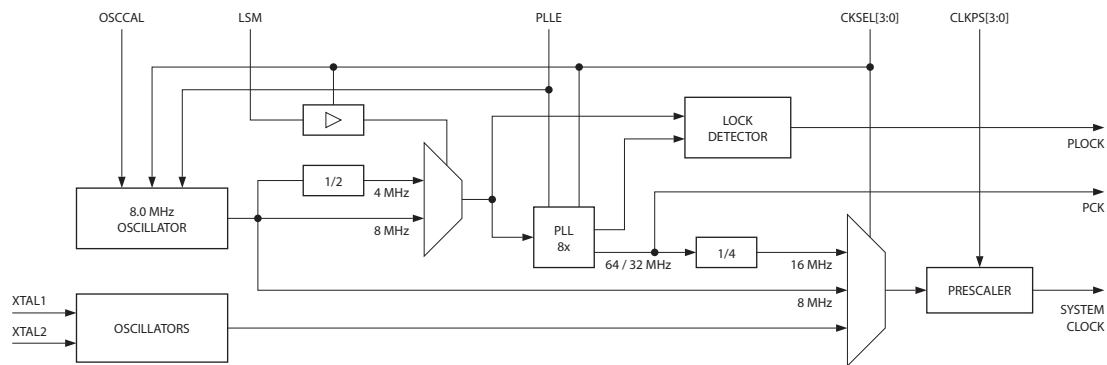 OSCCAL
LSM
PLLE
CKSEL[3:0]
CLKPS[3:0]
LOCK
DETECTOR
PLOCK
1/2
4 MHz
8.0 MHz
OSCILLATOR
8 MHz
PCK
PLL
8x
64 / 32 MHz
1/4
16 MHz
8 MHz
PRESCALER
SYSTEM
CLOCK
XTAL1
XTAL2
OSCILLATORS